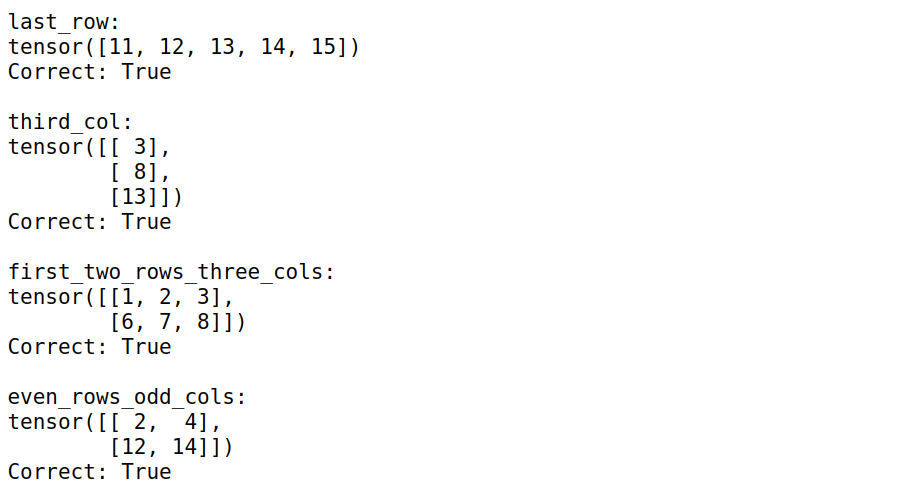 last_row:
tensor([11, 12, 13, 14, 15])
Correct: True

third_col:
tensor([[ 3],
        [ 8],
        [13]])
Correct: True

first_two_rows_three_cols:
tensor([[1, 2, 3],
        [6, 7, 8]])
Correct: True

even_rows_odd_cols:
tensor([[ 2,  4],
        [12, 14]])
Correct: True